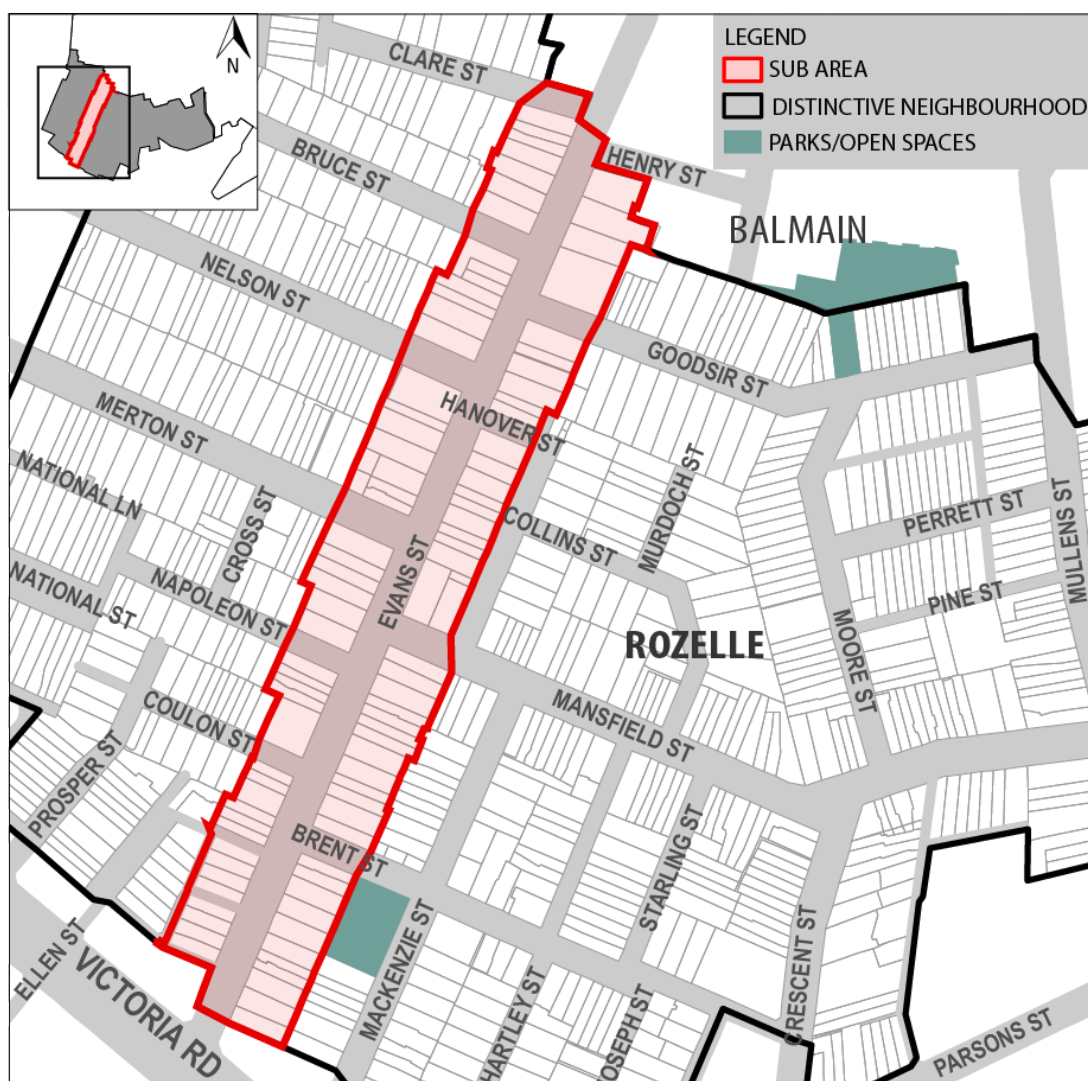 N
LEGEND
SUB AREA
DISTINCTIVE NEIGHBOURHOOD
PARKS/OPEN SPACES
CLARE ST
HENRY ST
BRUCE ST
BALMAIN
NELSON ST
GOODSIR ST
MERTON ST
HANOVER ST
NATIONAL LN
CROSS ST
MURDOCH ST
COLLINS ST
PERRETT ST
MULLENS ST
EVANS ST
NATIONAL ST
NAPOLEON ST
PINE ST
ROZELLE
MOORE ST
COULON ST
MANSFIELD ST
PROSPER ST
BRENT ST
STARLING ST
ELLEN ST
VICTORIA RD
MACKENZIE ST
HARTLEY ST
JOSEPH ST
CRESCENT ST
PARSONS ST